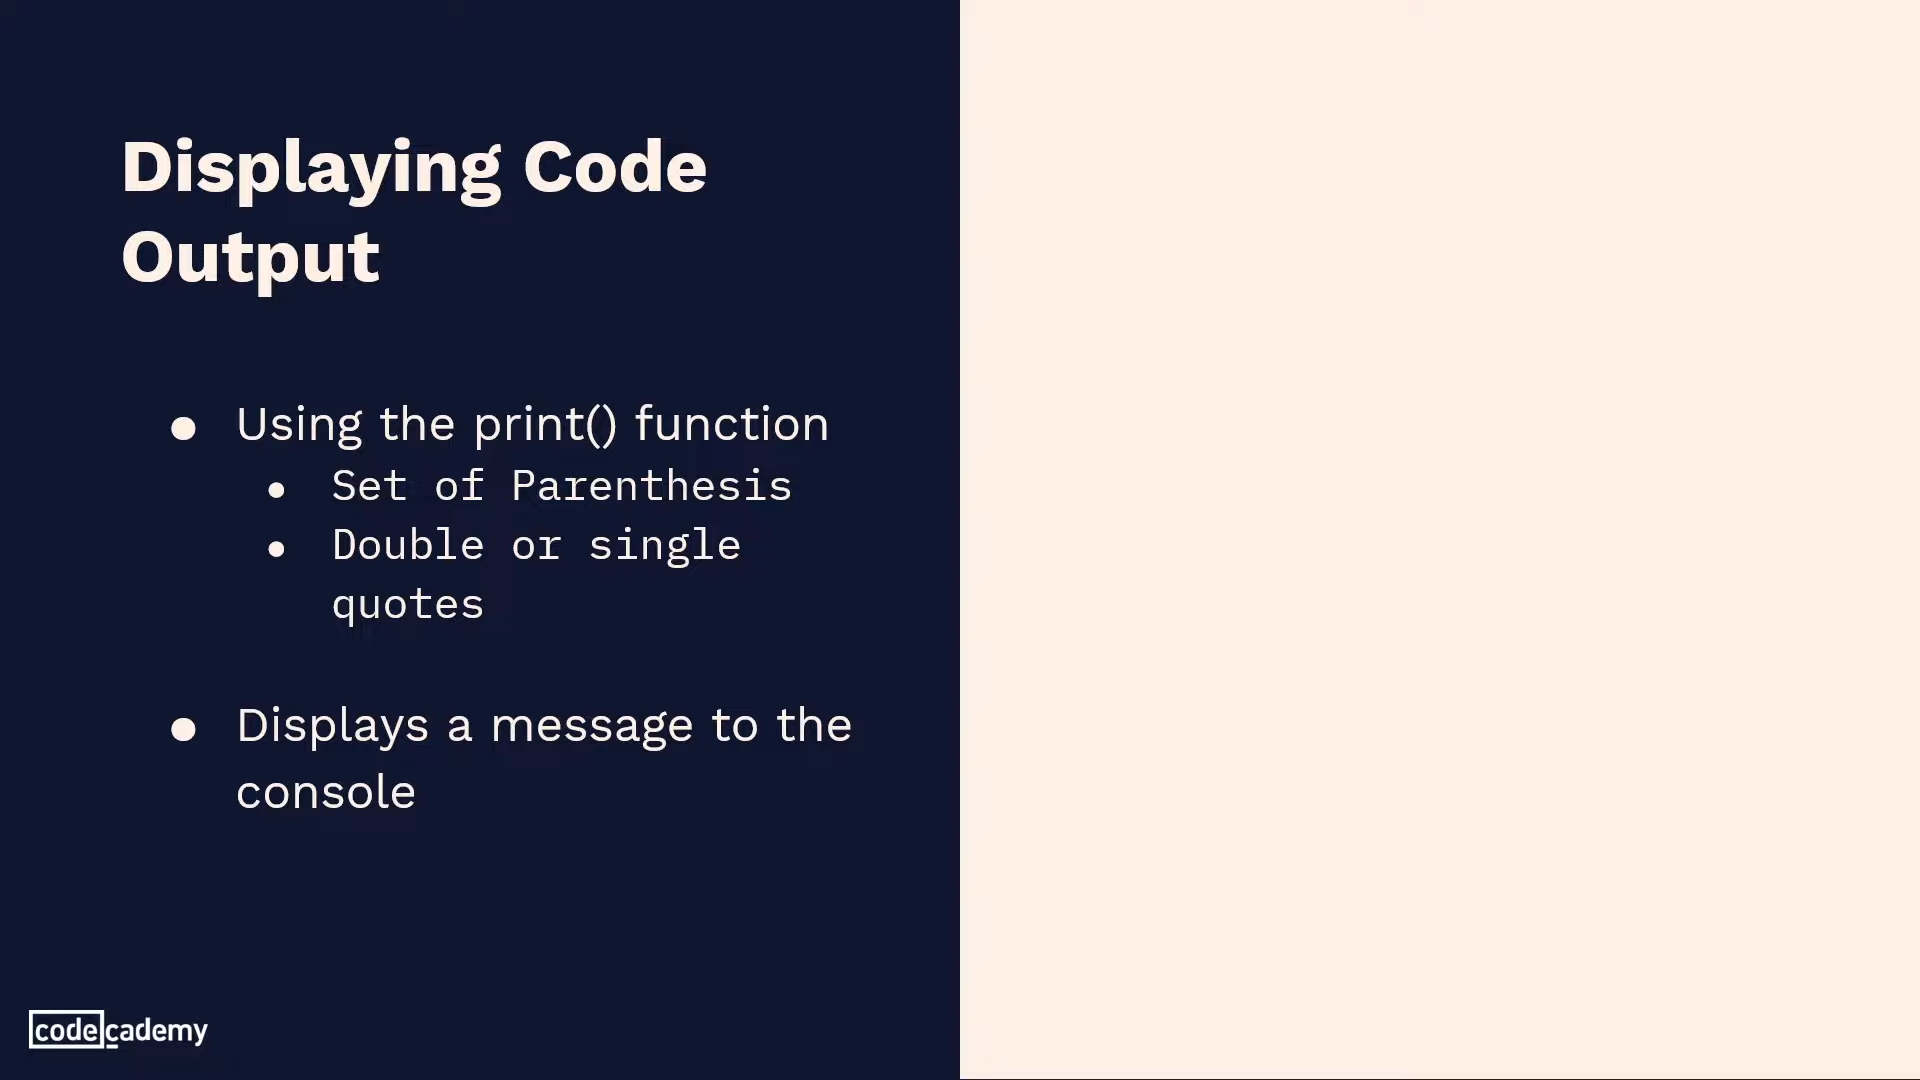 Displaying Code
Output
● Using the print() function
● Set of Parenthesis
● Double or single
quotes
● Displays a message to the
console
codecademy